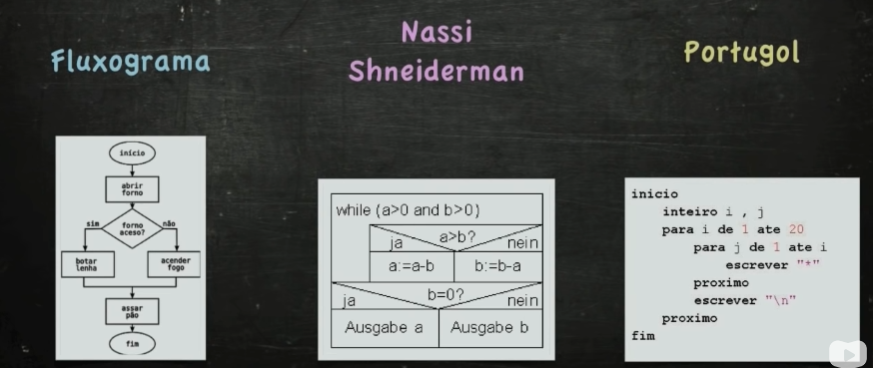 Fluxograma
início
abrir
forno
sim
forno
aceso?
não
botar
lenha
acender
fogo
assar
pão
fim
Nassi
Shneiderman
while (a>0 and b>0)
ja
a>b?
nein
a:=a-b
b:=b-a
ja
b=0?
nein
Ausgabe a
Ausgabe b
Portugol
inicio
inteiro i , j
para i de 1 ate 20
para j de 1 ate i
escrever "*"
proximo
escrever "\n"
proximo
fim